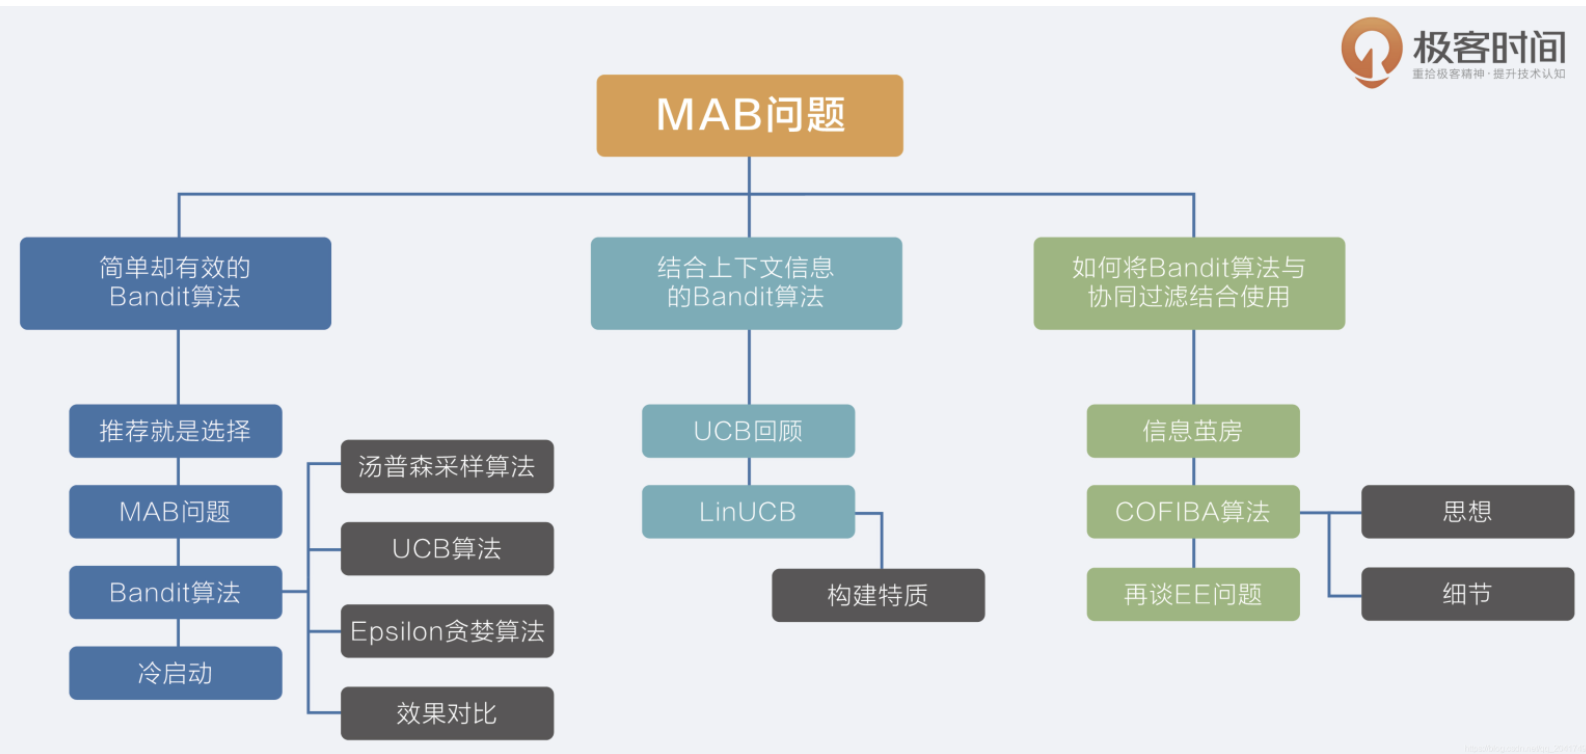 极客时间
重拾极客精神·提升技术认知
MAB问题
简单却有效的
Bandit算法
推荐就是选择
MAB问题
Bandit算法
冷启动
汤普森采样算法
UCB算法
Epsilon贪婪算法
效果对比
结合上下文信息
的Bandit算法
UCB回顾
LinUCB
构建特质
如何将Bandit算法与
协同过滤结合使用
信息茧房
COFIBA算法
再谈EE问题
思想
细节